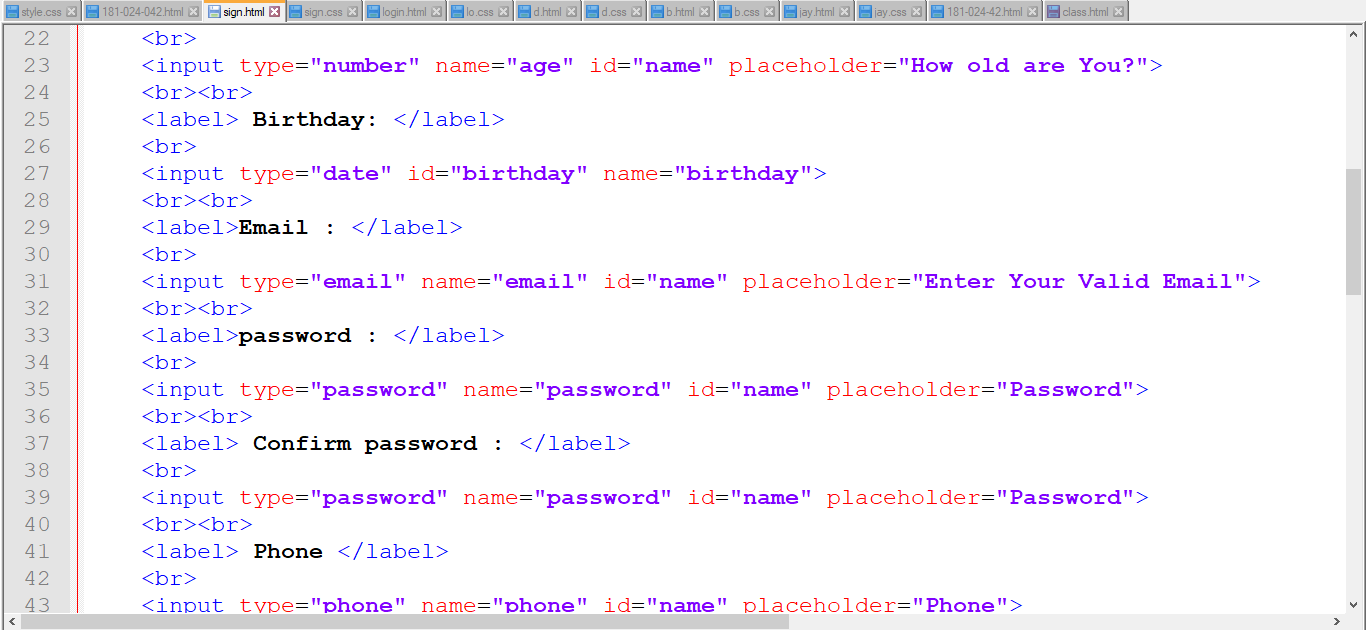 style.css 181-024-042.html sign.html sign.css login.html lo.css d.html d.css b.html b.css jay.html jay.css 181-024-42.html class.html
22 <br>
23 <input type="number" name="age" id="name" placeholder="How old are You?">
24 <br><br>
25 <label> Birthday: </label>
26 <br>
27 <input type="date" id="birthday" name="birthday">
28 <br><br>
29 <label>Email : </label>
30 <br>
31 <input type="email" name="email" id="name" placeholder="Enter Your Valid Email">
32 <br><br>
33 <label>password : </label>
34 <br>
35 <input type="password" name="password" id="name" placeholder="Password">
36 <br><br>
37 <label> Confirm password : </label>
38 <br>
39 <input type="password" name="password" id="name" placeholder="Password">
40 <br><br>
41 <label> Phone </label>
42 <br>
43 <input type="phone" name="phone" id="name" placeholder="Phone">